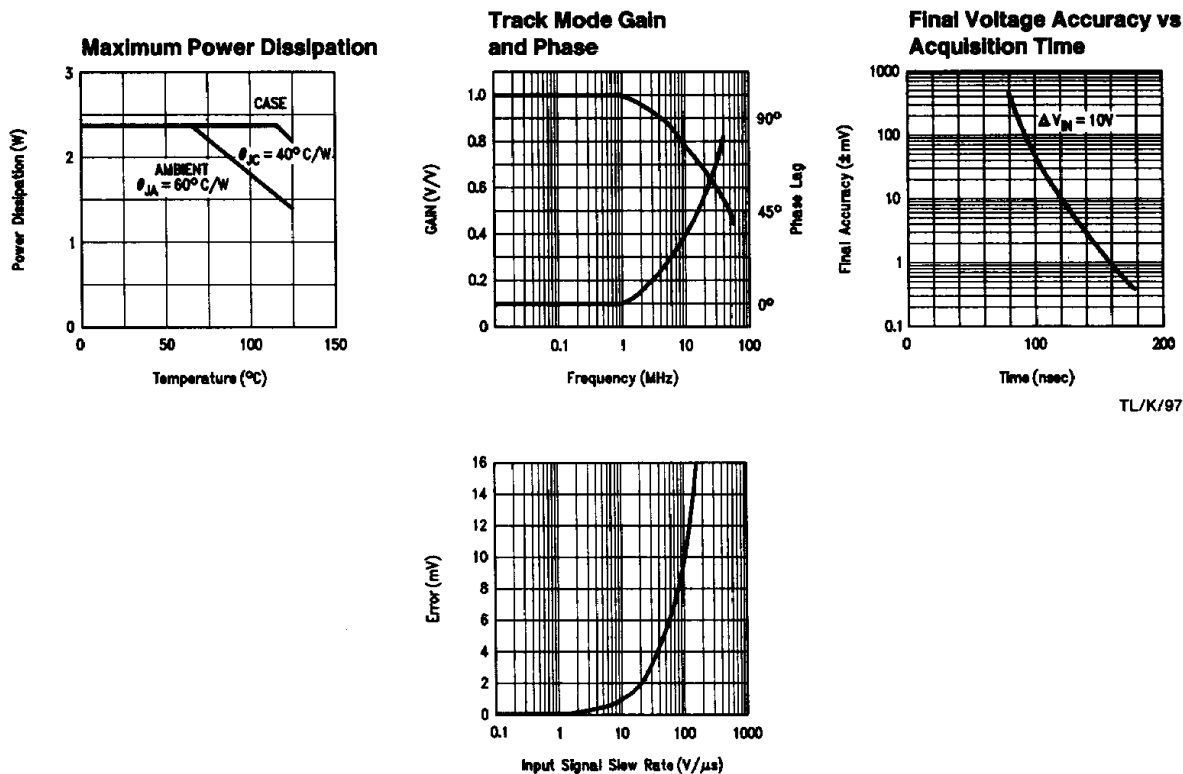 Maximum Power Dissipation
3
2
1
0
0
50
100
150
CASE
θJC = 40° C/W
AMBIENT
θJA = 60° C/W
Power Dissipation (W)
Temperature (°C)
Track Mode Gain
and Phase
1.0
0.8
0.6
0.4
0.2
0
0.1
1
10
100
90°
45°
0°
GAIN (V/V)
Phase Lag
Frequency (MHz)
Final Voltage Accuracy vs
Acquisition Time
1000
100
10
1
0.1
0
100
200
Δ VIN = 10V
Final Accuracy (± mV)
Time (nsec)
TL/K/97
16
14
12
10
8
6
4
2
0
0.1
1
10
100
1000
Error (mV)
Input Signal Slew Rate (V/μs)